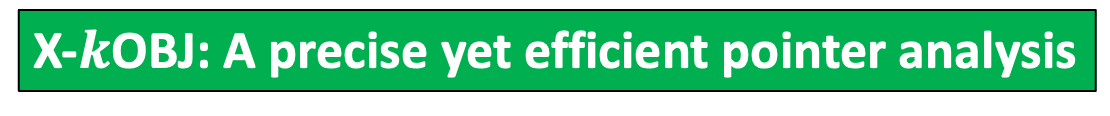 X-𝒌OBJ: A precise yet efficient pointer analysis